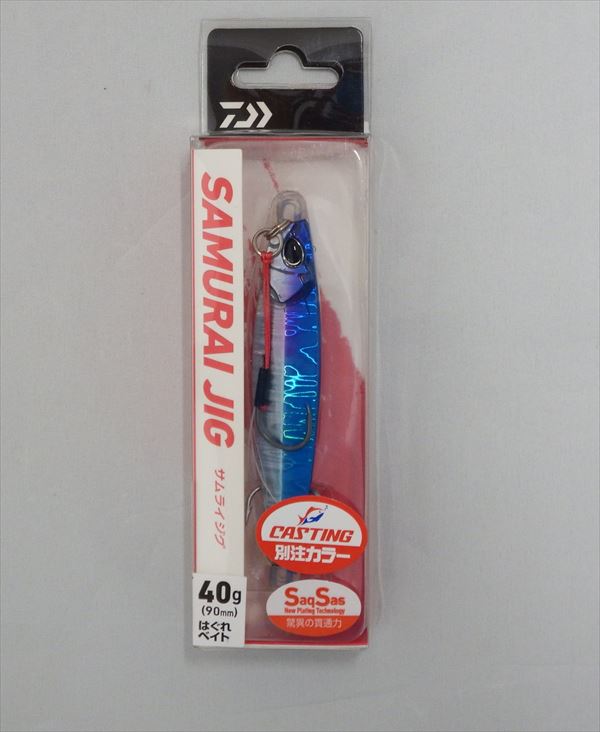 SAMURAI JIG
サムライジグ
CASTING
別注カラー
40g
(90mm)
はぐれ
ベイト
SaqSas
New Plating Technology
驚異の貫通力